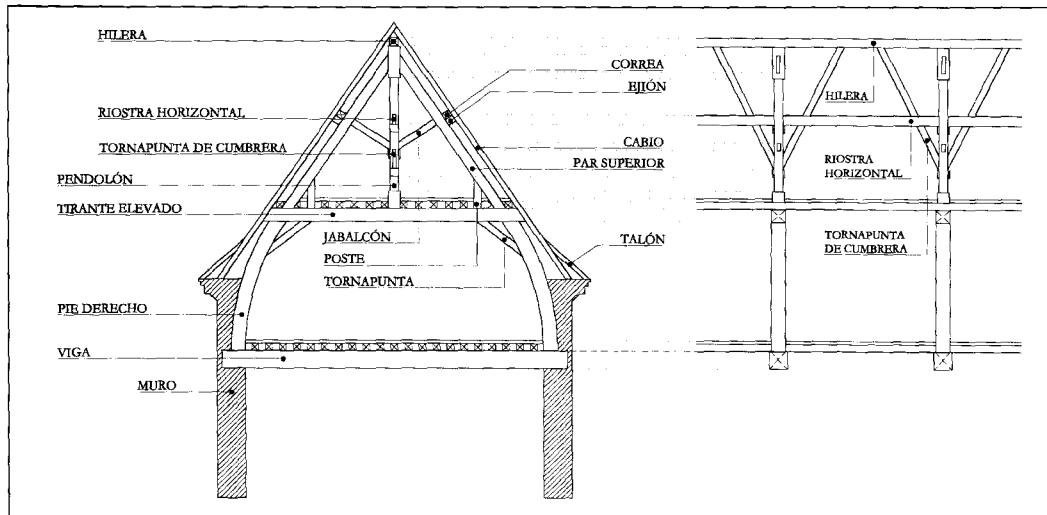 HILERA
RIOSTRA HORIZONTAL
TORNAPUNTA DE CUMBRERA
PENDOLÓN
TIRANTE ELEVADO
PIE DERECHO
VIGA
MURO
JABALCÓN
POSTE
TORNAPUNTA
CORREA
EJIÓN
CABIO
PAR SUPERIOR
TALÓN
HILERA
RIOSTRA
HORIZONTAL
TORNAPUNTA
DE CUMBRERA